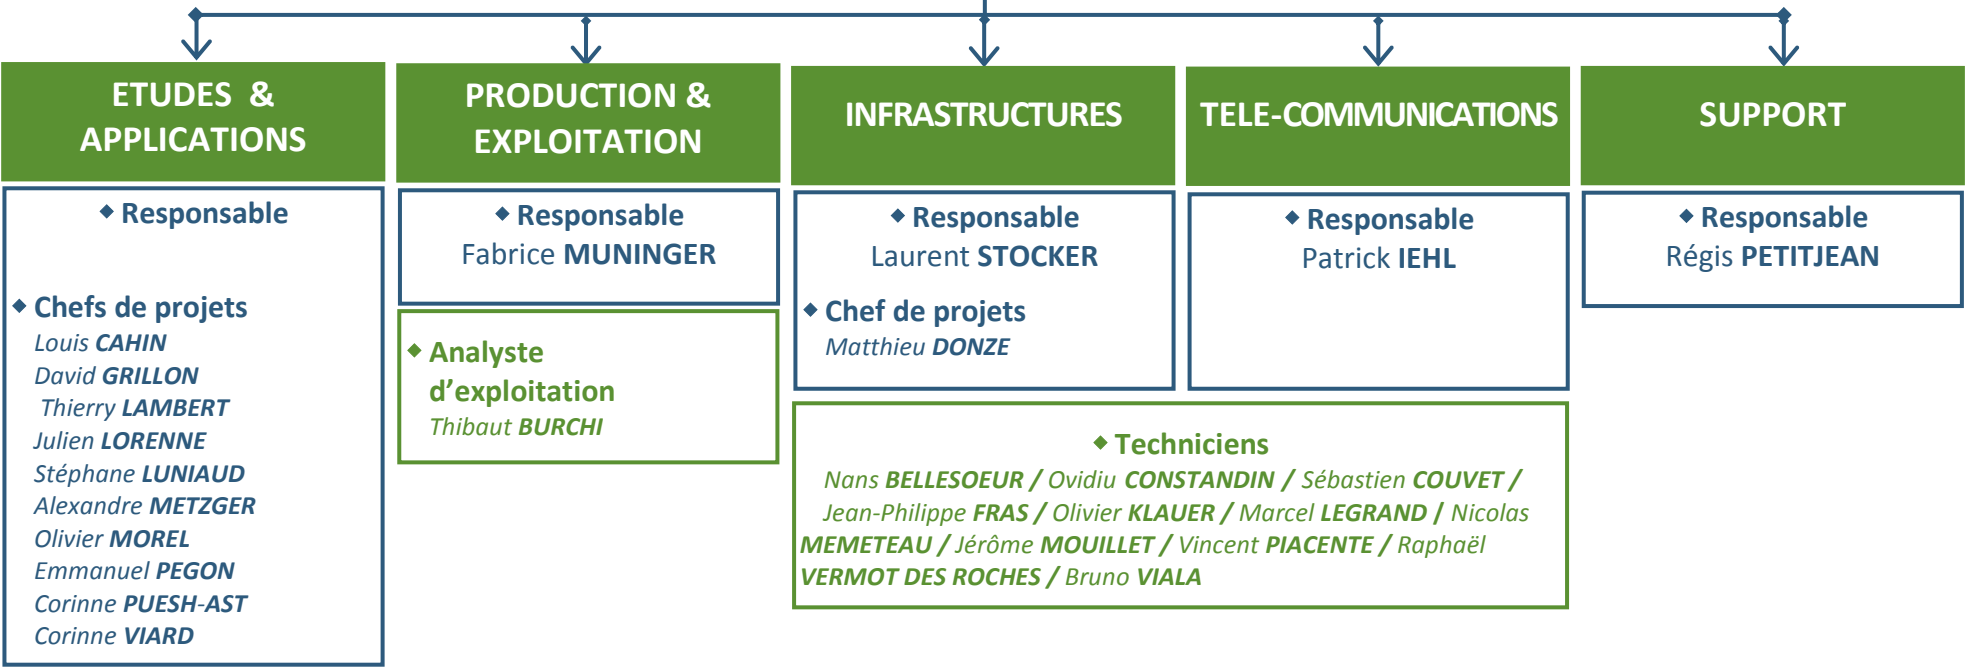 ETUDES &
APPLICATIONS
◆ Responsable
◆ Chefs de projets
Louis CAHIN
David GRILLON
Thierry LAMBERT
Julien LORENNE
Stéphane LUNIAUD
Alexandre METZGER
Olivier MOREL
Emmanuel PEGON
Corinne PUESH-AST
Corinne VIARD
PRODUCTION &
EXPLOITATION
◆ Responsable
Fabrice MUNINGER
◆ Analyste
d’exploitation
Thibaut BURCHI
INFRASTRUCTURES
◆ Responsable
Laurent STOCKER
◆ Chef de projets
Matthieu DONZE
TELE-COMMUNICATIONS
◆ Responsable
Patrick IEHL
◆ Techniciens
Nans BELLESOEUR / Ovidiu CONSTANDIN / Sébastien COUVET /
Jean-Philippe FRAS / Olivier KLAUER / Marcel LEGRAND / Nicolas
MEMETEAU / Jérôme MOUILLET / Vincent PIACENTE / Raphaël
VERMOT DES ROCHES / Bruno VIALA
SUPPORT
◆ Responsable
Régis PETITJEAN